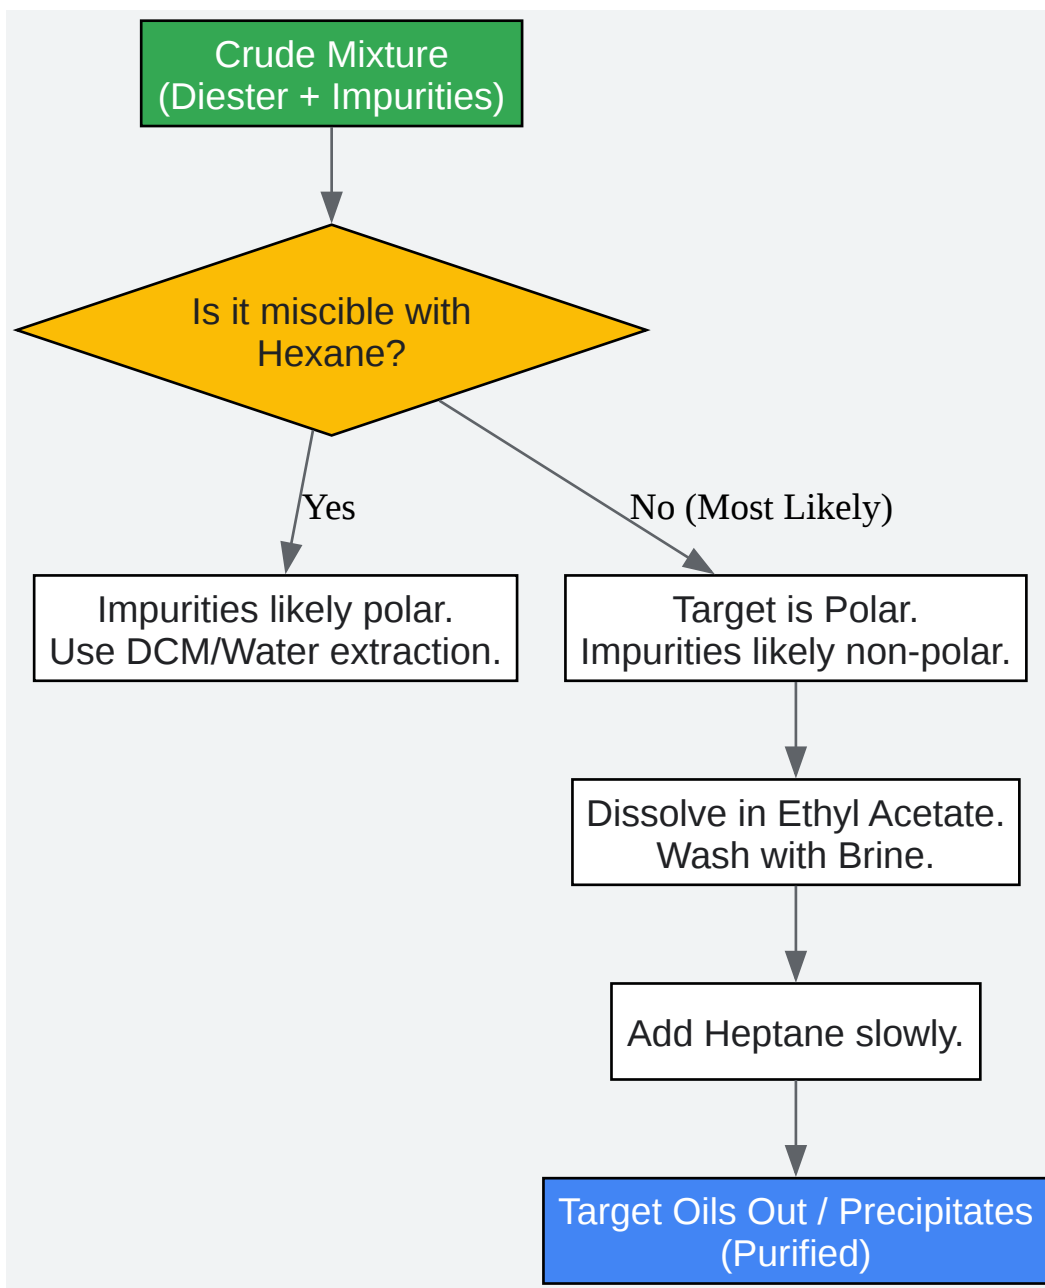 Crude Mixture
(Diester + Impurities)
Is it miscible with
Hexane?
Yes
No (Most Likely)
Impurities likely polar.
Use DCM/Water extraction.
Target is Polar.
Impurities likely non-polar.
Dissolve in Ethyl Acetate.
Wash with Brine.
Add Heptane slowly.
Target Oils Out / Precipitates
(Purified)